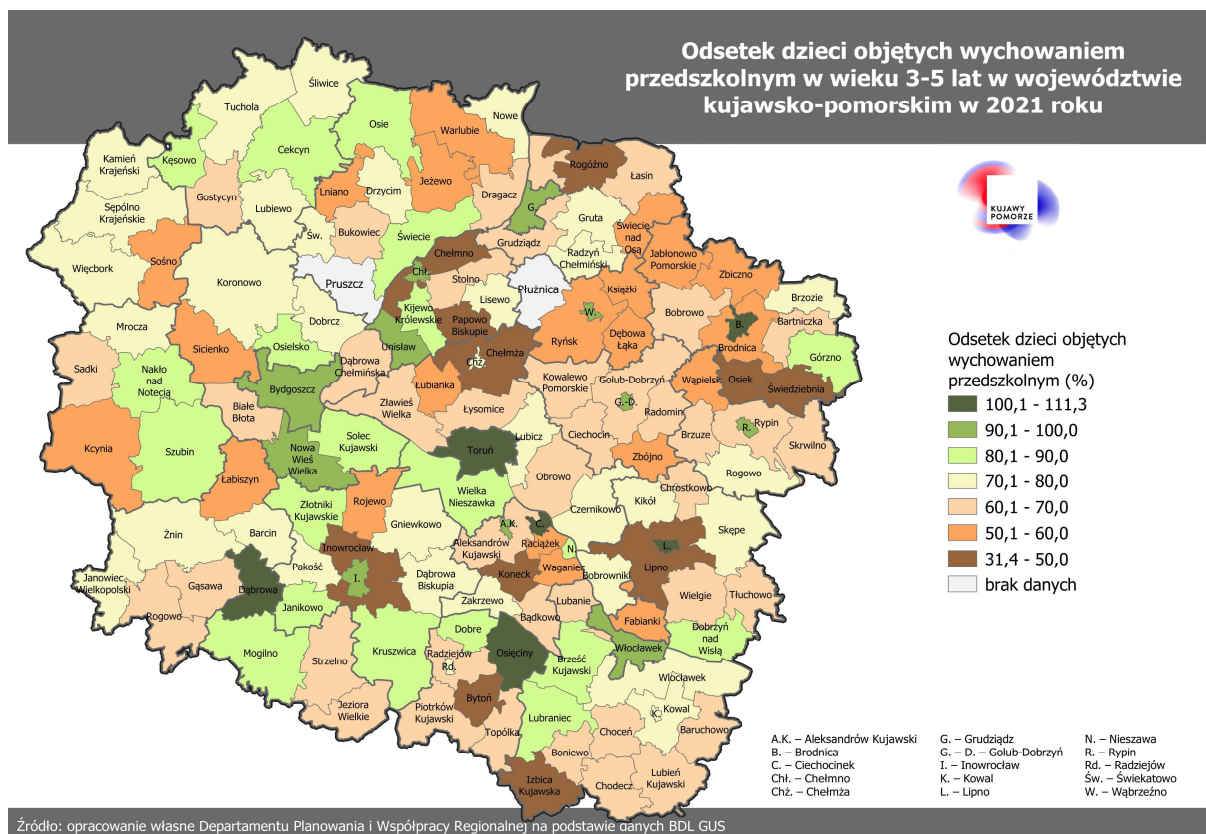 Odsetek dzieci objętych wychowaniem
przedszkolnym w wieku 3-5 lat w województwie
kujawsko-pomorskim w 2021 roku
KUJAWY
POMORZE
Śliwice
Tuchola
Nowe
Osie
Warlubie
Cekcyn
Kęsowo
Kamień
Krajeński
Rogóźno
Łasin
Lniano
Drzycim
Jeżewo
Dragacz
Gostycyn
Sępólno
Krajeńskie
Lubiewo
G.
Gruta
Bukowiec
Św.
Świecie
Świecie
nad
Osą
Grudziądz
Radzyń
Chełmiński
Sośno
Chełmno
Jabłonowo
Pomorskie
Więcbork
Koronowo
Chł.
Zbiczno
Pruszcz
Stolno
Płużnica
Książki
Lisewo
Brzozie
Kijewo
Królewskie
Bobrowo
W.
Dobrcz
Papowo
Biskupie
Bartniczka
Mrocza
B.
Dębowa
Łąka
Sicienko
Osielsko
Unisław
Ryńsk
Brodnica
Chełmża
Górzno
Dąbrowa
Chełmińska
Chż.
Sadki
Nakło
nad
Notecią
Osiek
Wąpielsk
Świedziebnia
Kowalewo
Pomorskie
Golub-Dobrzyń
Bydgoszcz
Łubianka
Białe
Błota
Zławieś
Wielka
G.-D.
Łysomice
Radomin
Rypin
R.
Ciechocin
Brzuze
Lubicz
Solec
Kujawski
Skrwilno
Kcynia
Szubin
Nowa
Wieś
Wielka
Toruń
Zbójno
Łabiszyn
Obrowo
Rogowo
Chrostkowo
Wielka
Nieszawka
Kikół
Złotniki
Kujawskie
Rojewo
Czernikowo
Gniewkowo
A.K.
C.
Skępe
Barcin
Żnin
Aleksandrów
Kujawski
Raciążek
L.
Inowrocław
N.
Pakość
Waganiec
Lipno
Janowiec
Wielkopolski
I.
Dąbrowa
Biskupia
Koneck
Bobrowniki
Gąsawa
Dąbrowa
Wielgie
Tłuchowo
Zakrzewo
Lubanie
Janikowo
Rogowo
Bądkowo
Fabianki
Dobre
Dobrzyń
nad
Wisłą
Włocławek
Mogilno
Kruszwica
Radziejów
Osięciny
Strzelno
Rd.
Brześć
Kujawski
Włocławek
Bytoń
Jeziora
Wielkie
Piotrków
Kujawski
K.
Kowal
Lubraniec
Topólka
Choceń
Baruchowo
Boniewo
Izbica
Kujawska
Chodecz
Lubień
Kujawski
Odsetek dzieci objętych
wychowaniem
przedszkolnym (%)
100,1 - 111,3
90,1 - 100,0
80,1 - 90,0
70,1 - 80,0
60,1 - 70,0
50,1 - 60,0
31,4 - 50,0
brak danych
A.K. – Aleksandrów Kujawski
B. – Brodnica
C. – Ciechocinek
Chł. – Chełmno
Chż. – Chełmża
G. – Grudziądz
G. – D. – Golub-Dobrzyń
I. – Inowrocław
K. – Kowal
L. – Lipno
N. – Nieszawa
R. – Rypin
Rd. – Radziejów
Św. – Świekatowo
W. – Wąbrzeźno
Źródło: opracowanie własne Departamentu Planowania i Współpracy Regionalnej na podstawie danych BDL GUS